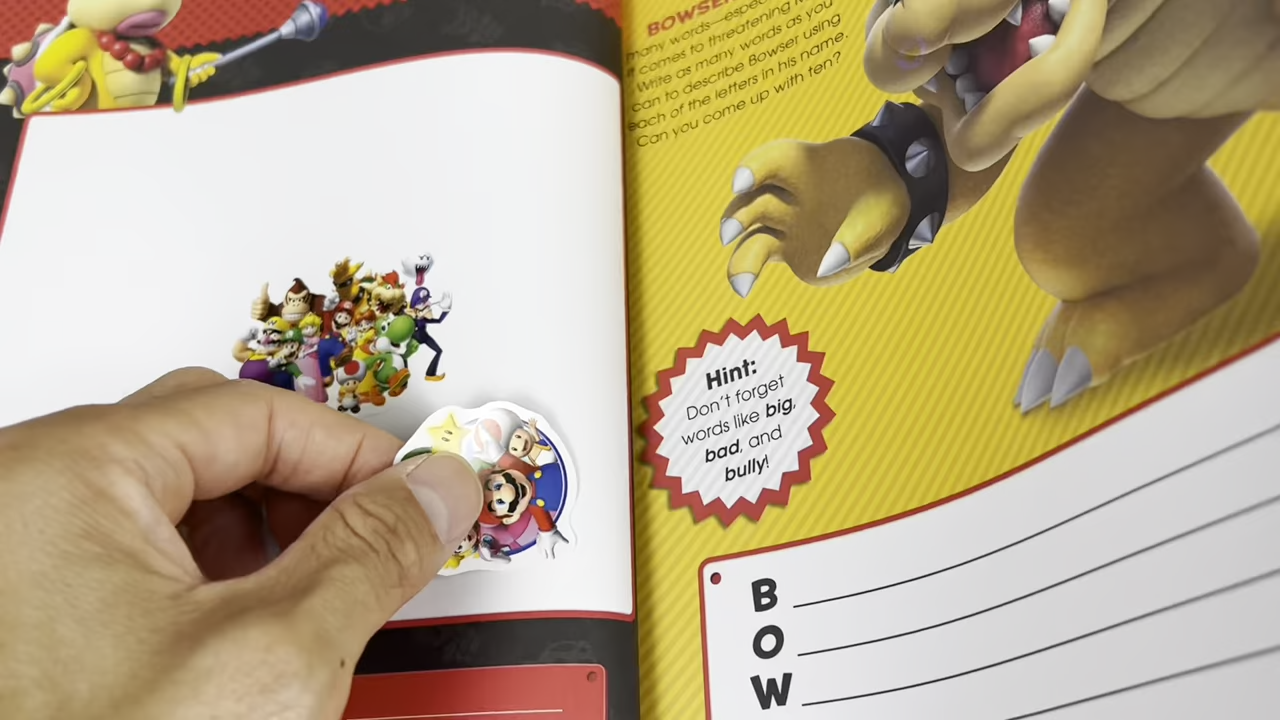 BOWSER
many words—espec
it comes to threatening M
Write as many words as you
can to describe Bowser using
each of the letters in his name.
Can you come up with ten?
Hint:
Don't forget
words like big,
bad, and
bully!
B
O
W